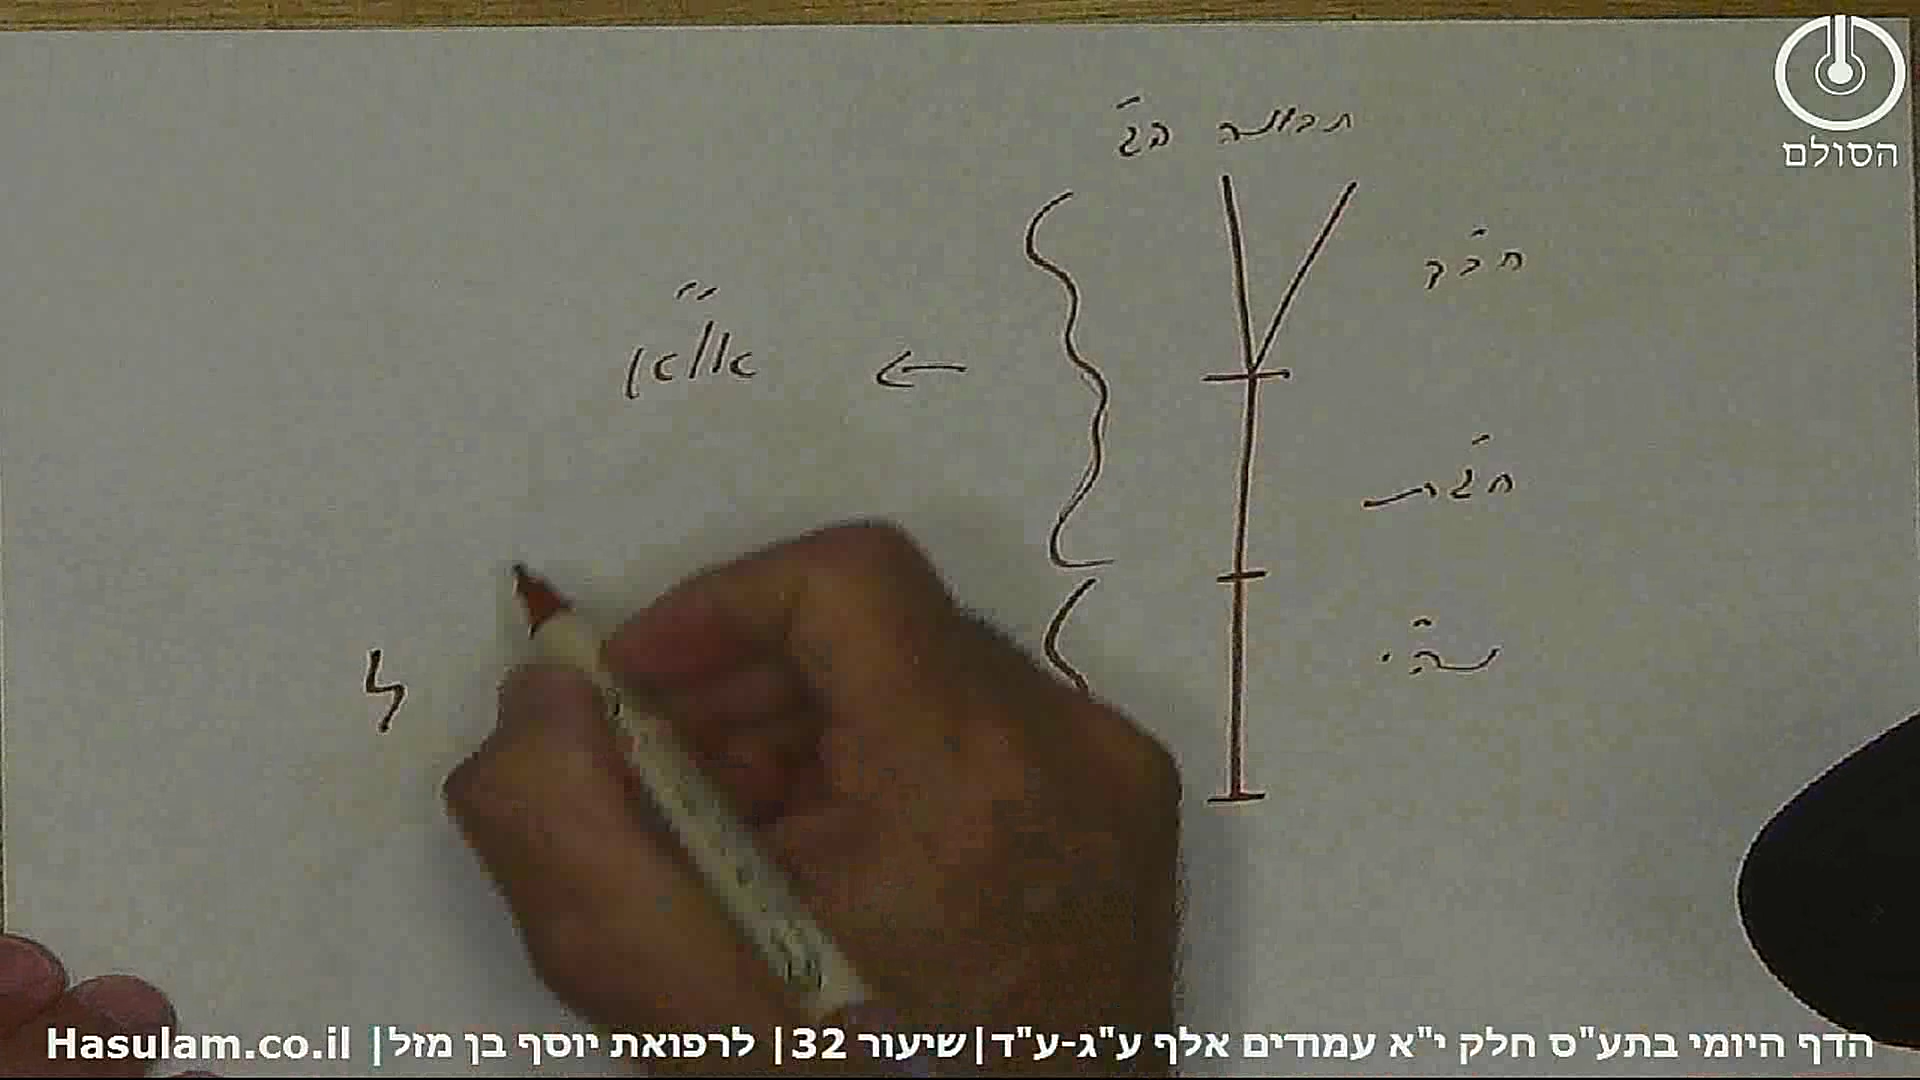 הסולם
תבונה הג'
חב"ד
חג"ת
נה"י
הדף היומי בתע"ס חלק י"א עמודים אלף ע"ג-ע"ד | שיעור 32 | לרפואת יוסף בן מזל | Hasulam.co.il